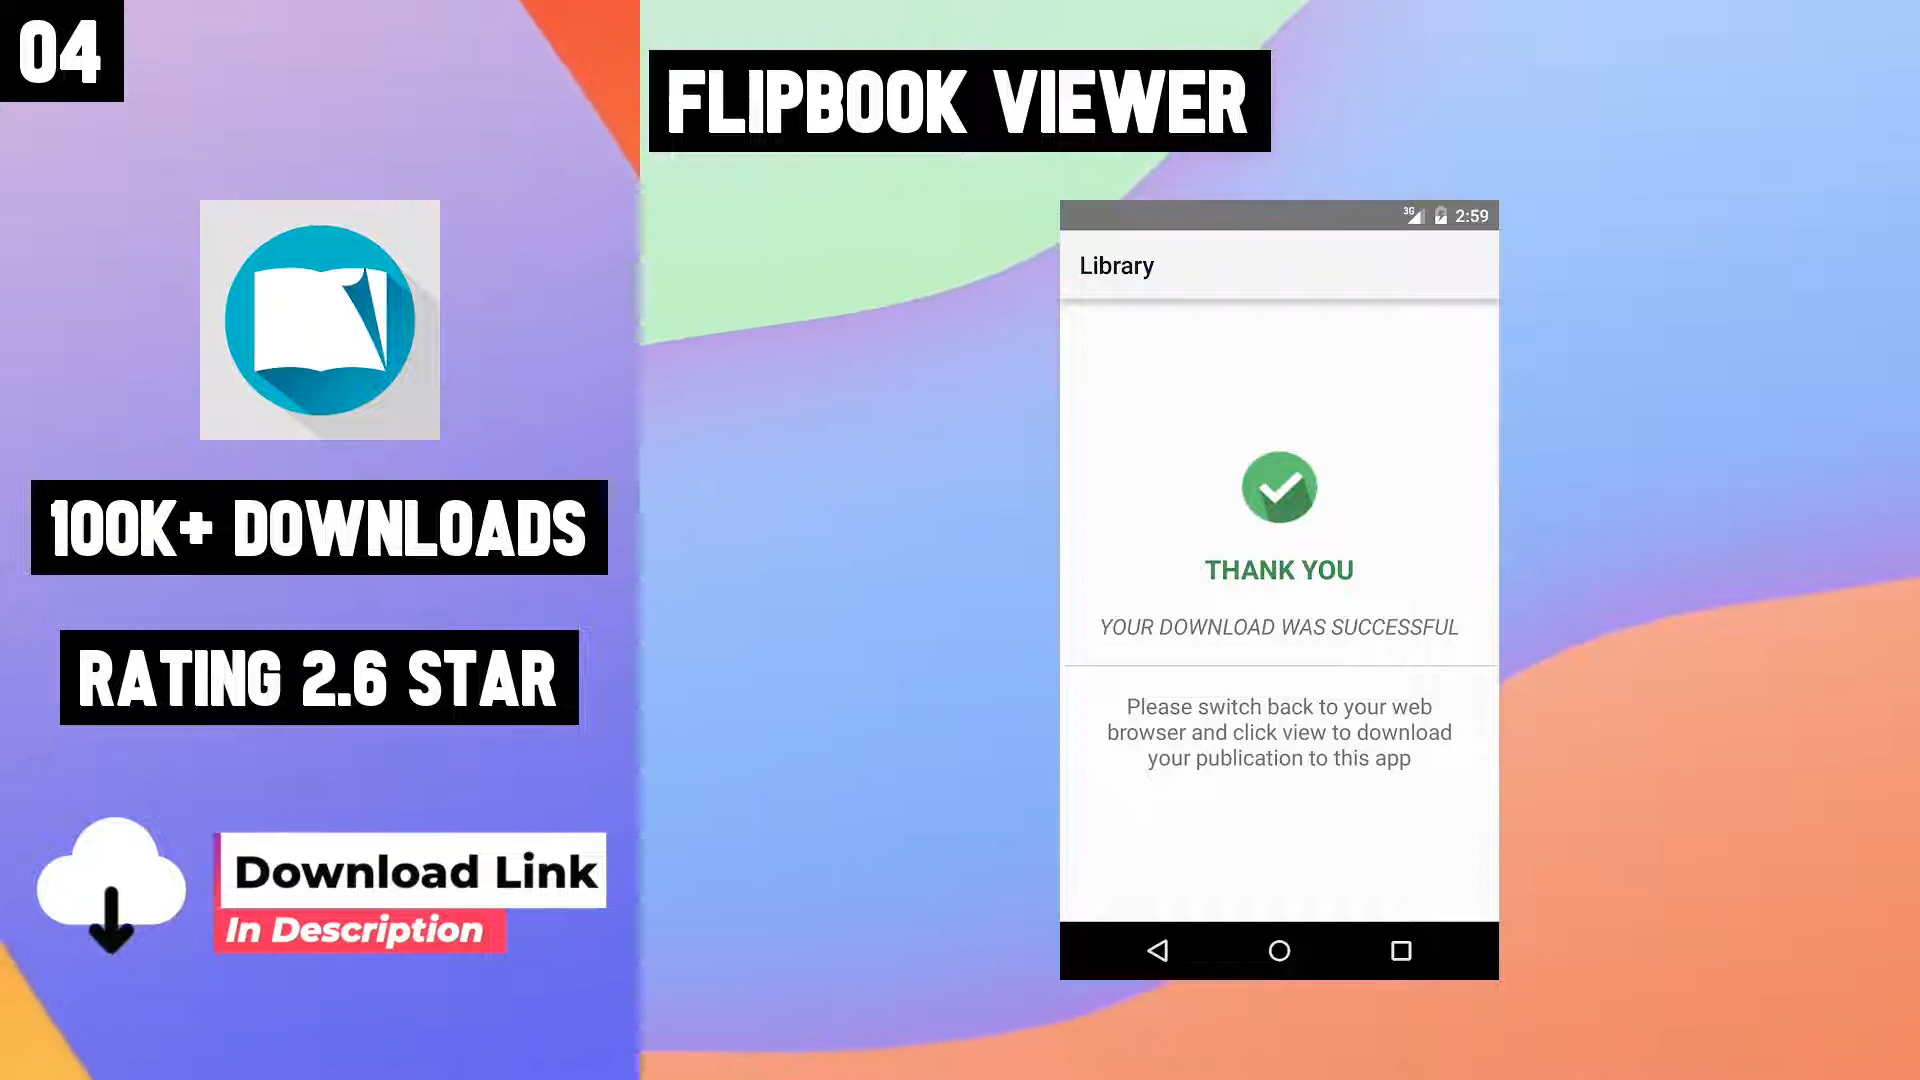 04
FLIPBOOK VIEWER
100K+ DOWNLOADS
RATING 2.6 STAR
Download Link
In Description
3G 2:59
Library
THANK YOU
YOUR DOWNLOAD WAS SUCCESSFUL
Please switch back to your web
browser and click view to download
your publication to this app